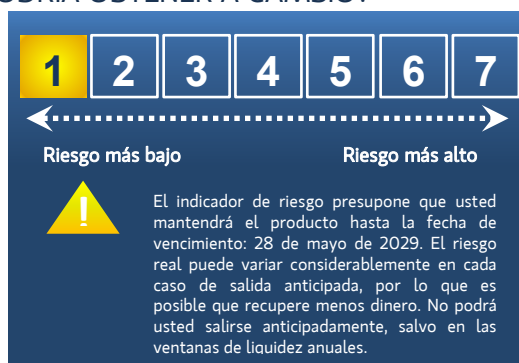 PODRÍA OBTENER A CAMBIO?
1 2 3 4 5 6 7
Riesgo más bajo Riesgo más alto
!
El indicador de riesgo presupone que usted
mantendrá el producto hasta la fecha de
vencimiento: 28 de mayo de 2029. El riesgo
real puede variar considerablemente en cada
caso de salida anticipada, por lo que es
posible que recupere menos dinero. No podrá
usted salirse anticipadamente, salvo en las
ventanas de liquidez anuales.